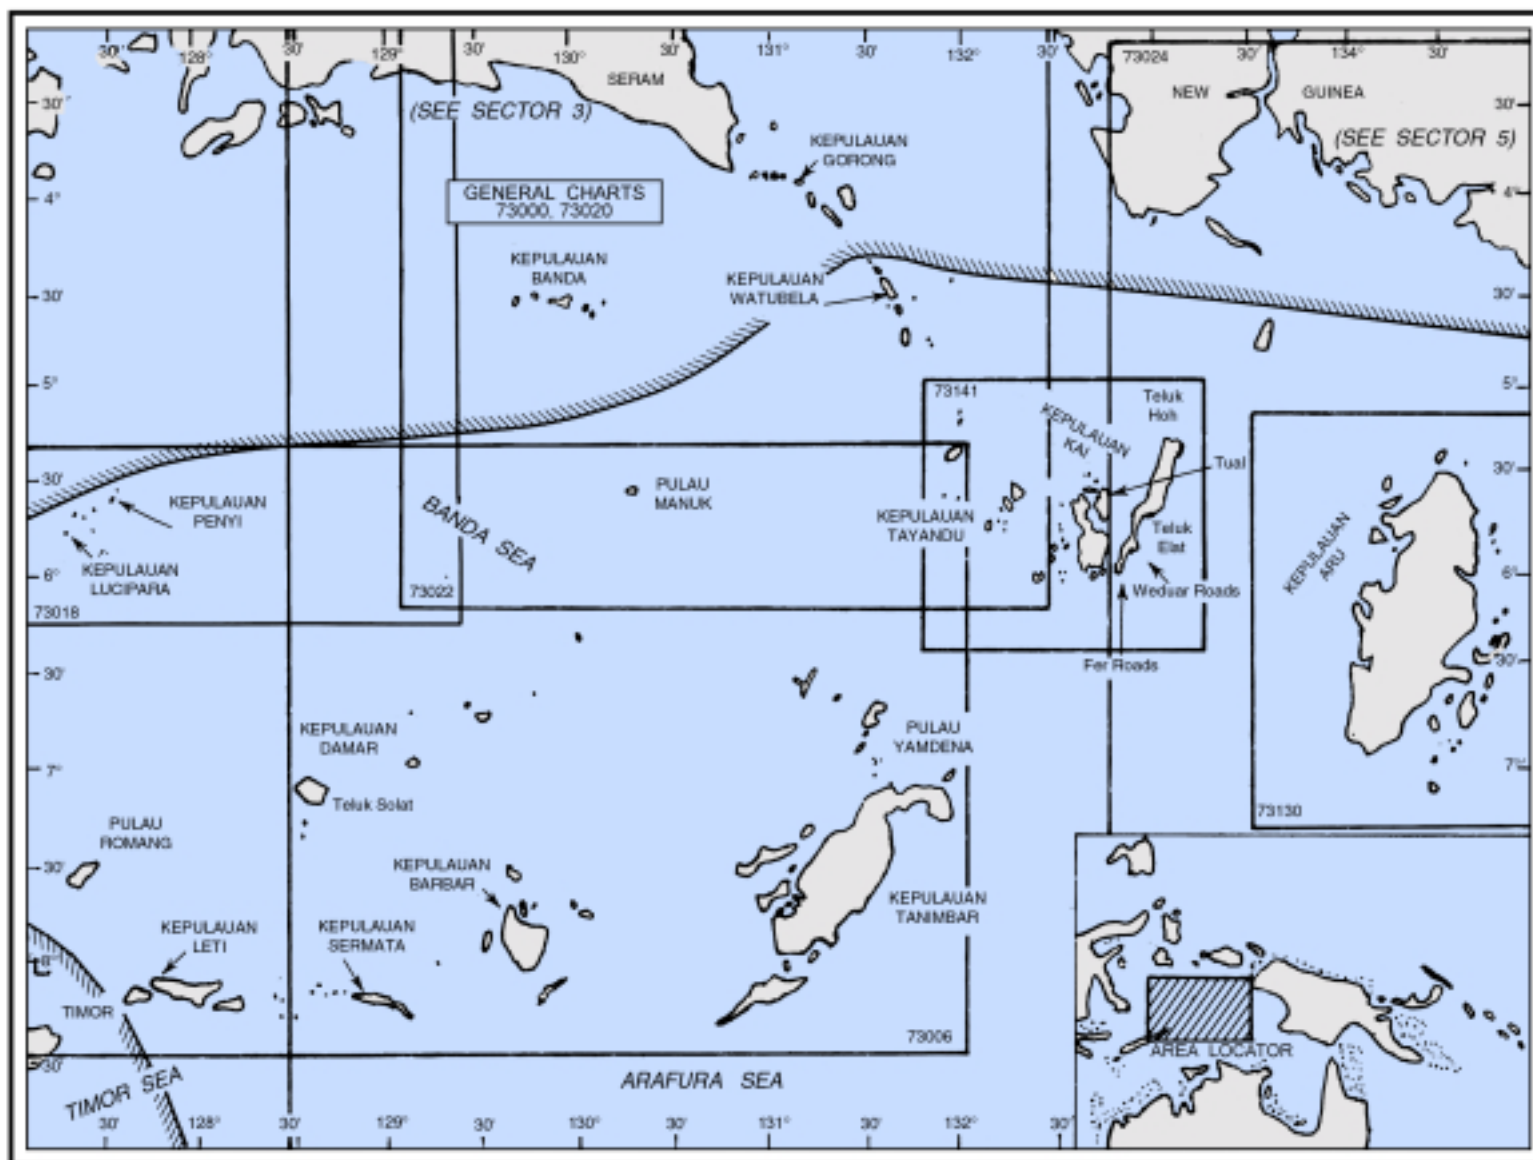 30'
128°
30'
129°
30'
130°
131°
30'
132°
30'
73024
30'
134°
30'
SERAM
NEW GUINEA
30'
(SEE SECTOR 3)
30'
(SEE SECTOR 5)
KEPULAUAN
GORONG
4°
GENERAL CHARTS
73000, 73020
4°
KEPULAUAN
BANDA
KEPULAUAN
WATUBELA
30'
30'
5°
73141
5°
Teluk
Hoh
KEPULAUAN
KAI
Tual
30'
30'
PULAU
MANUK
KEPULAUAN
PENYI
BANDA SEA
KEPULAUAN
TAYANDU
Teluk
Elat
KEPULAUAN
ARU
6°
KEPULAUAN
LUCIPARA
73018
73022
Weduar Roads
6°
Fer Roads
30'
30'
KEPULAUAN
DAMAR
PULAU
YAMDENA
7°
7°
Teluk Solat
73130
PULAU
ROMANG
30'
KEPULAUAN
BARBAR
KEPULAUAN
TANIMBAR
KEPULAUAN
LETI
KEPULAUAN
SERMATA
8°
TIMOR
73006
AREA LOCATOR
30'
TIMOR SEA
ARAFURA SEA
30'
128°
30'
129°
30'
130°
30'
131°
30'
132°
30'